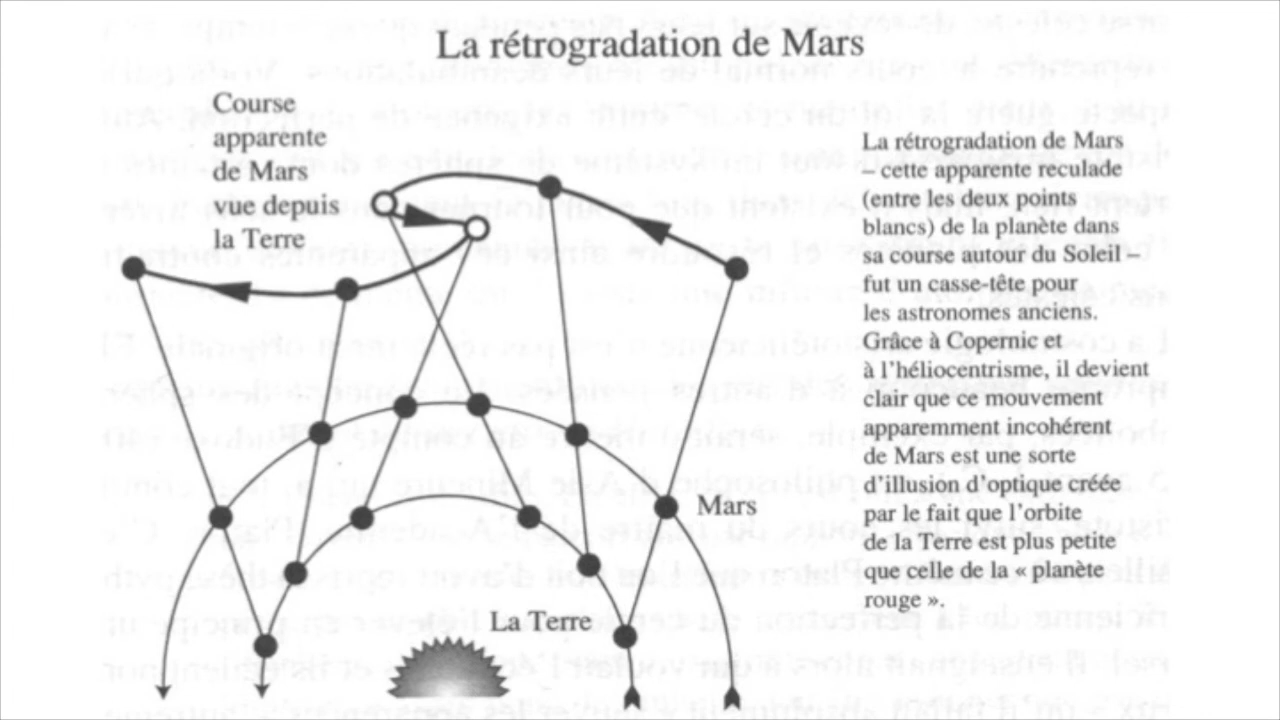 La rétrogradation de Mars
Course
apparente
de Mars
vue depuis
la Terre
La rétrogradation de Mars
– cette apparente reculade
(entre les deux points
blancs) de la planète dans
sa course autour du Soleil –
fut un casse-tête pour
les astronomes anciens.
Grâce à Copernic et
à l'héliocentrisme, il devient
clair que ce mouvement
apparemment incohérent
de Mars est une sorte
d'illusion d'optique créée
par le fait que l'orbite
de la Terre est plus petite
que celle de la « planète
rouge ».
Mars
La Terre